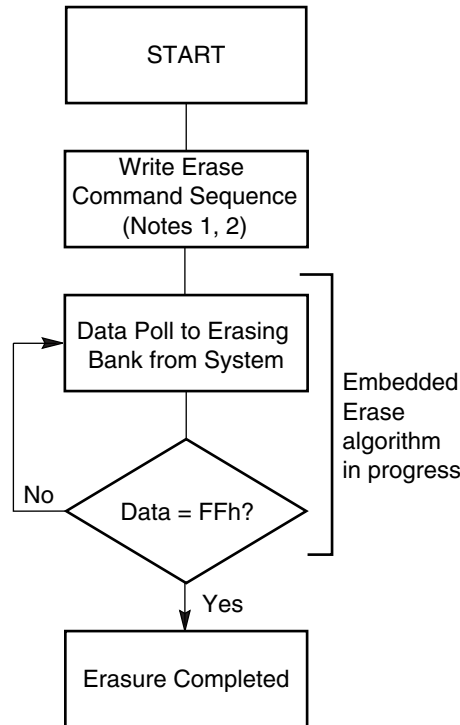 START
Write Erase
Command Sequence
(Notes 1, 2)
Data Poll to Erasing
Bank from System
Embedded
Erase
algorithm
in progress
No
Data = FFh?
Yes
Erasure Completed